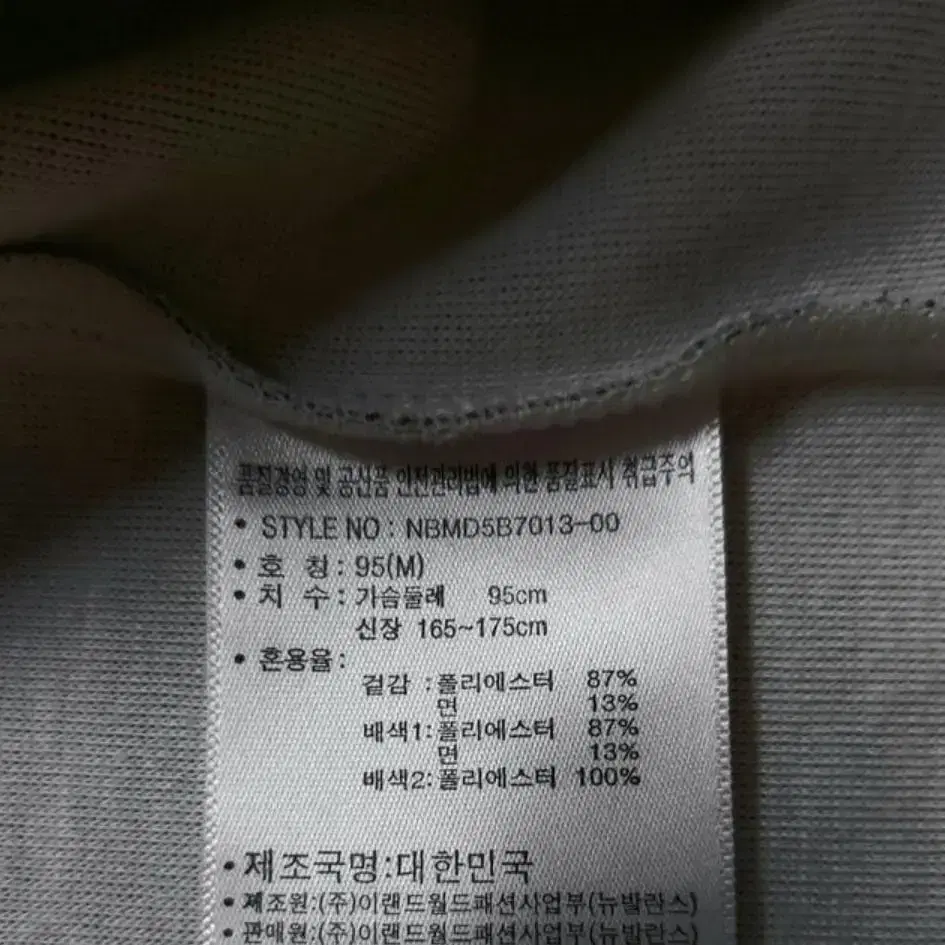 품질경영 및 공산품 안전관리법에 의한 품질표시 취급주의
• STYLE NO : NBMD5B7013-00
• 호 칭 : 95(M)
• 치 수 : 가슴둘레 95cm
신장 165~175cm
• 혼용율 :
겉감 : 폴리에스터 87%
면 13%
배색1: 폴리에스터 87%
면 13%
배색2: 폴리에스터 100%
• 제조국명:대한민국
• 제조원:(주)이랜드월드패션사업부(뉴발란스)
• 판매원:(주)이랜드월드패션사업부(뉴발란스)